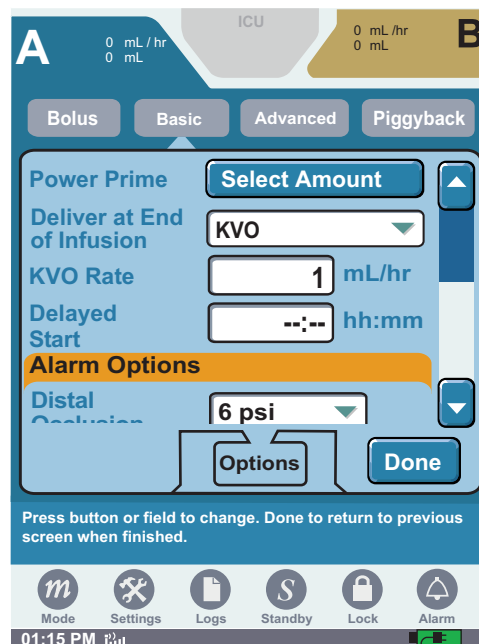 A
0 mL / hr
0 mL
ICU
0 mL /hr
0 mL
B
Bolus Basic Advanced Piggyback
Power Prime Select Amount
Deliver at End
of Infusion
KVO
KVO Rate 1 mL/hr
Delayed
Start
--:-- hh:mm
Alarm Options
Distal
Occlusion
6 psi
Options Done
Press button or field to change. Done to return to previous
screen when finished.
m S
Mode Settings Logs Standby Lock Alarm
01:15 PM